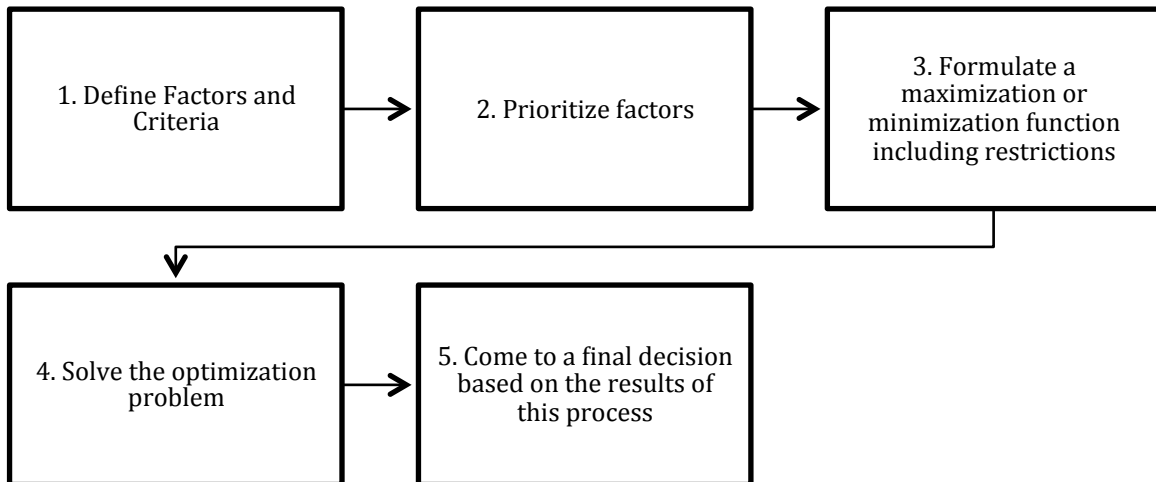 1. Define Factors and
Criteria
2. Prioritize factors
3. Formulate a
maximization or
minimization function
including restrictions
4. Solve the optimization
problem
5. Come to a final decision
based on the results of
this process